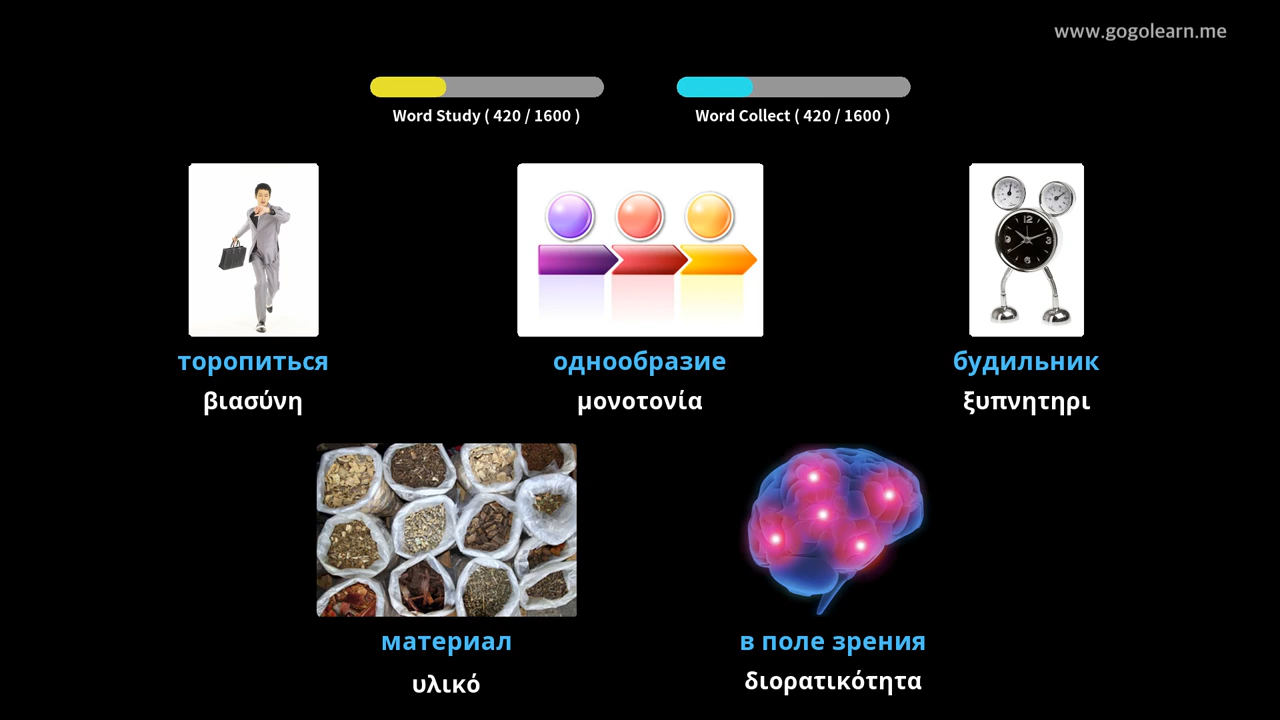 www.gogolearn.me
Word Study ( 420 / 1600 )
Word Collect ( 420 / 1600 )
торопиться
однообразие
будильник
βιασύνη
μονοτονία
ξυπνητηρι
материал
в поле зрения
υλικό
διορατικότητα